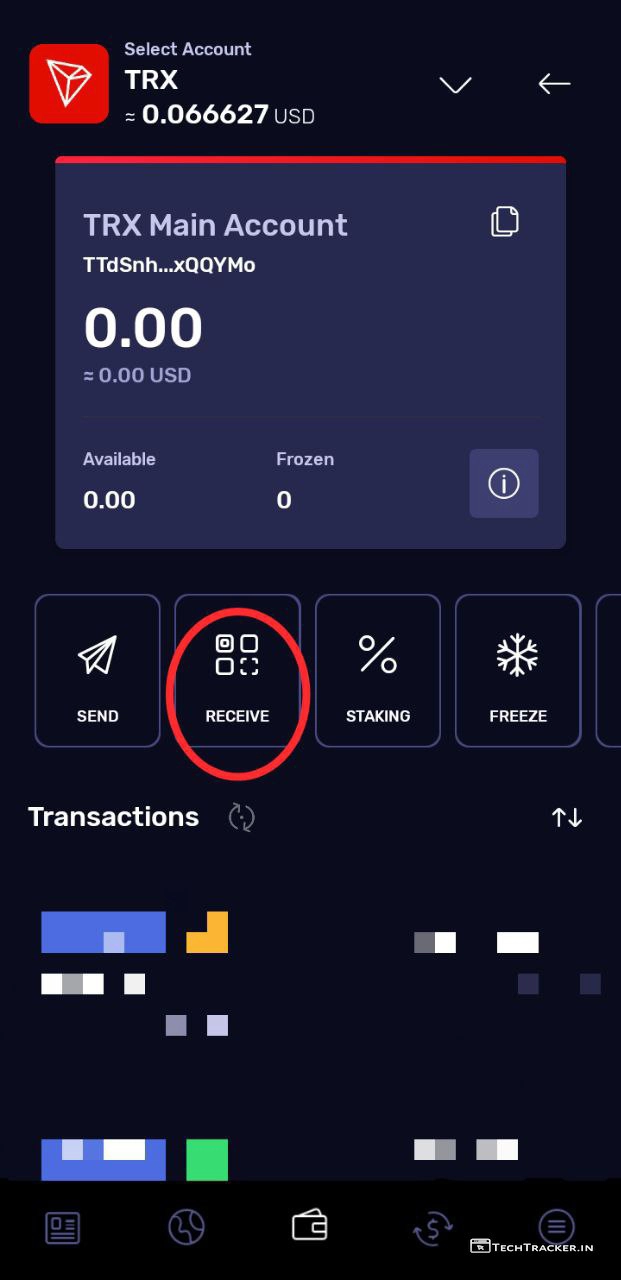 Select Account
TRX
≈ 0.066627 USD
TRX Main Account
TTdSnh...xQQYMo
0.00
≈ 0.00 USD
Available
Frozen
0.00
0
SEND
RECEIVE
STAKING
FREEZE
Transactions
TECHTRACKER.IN